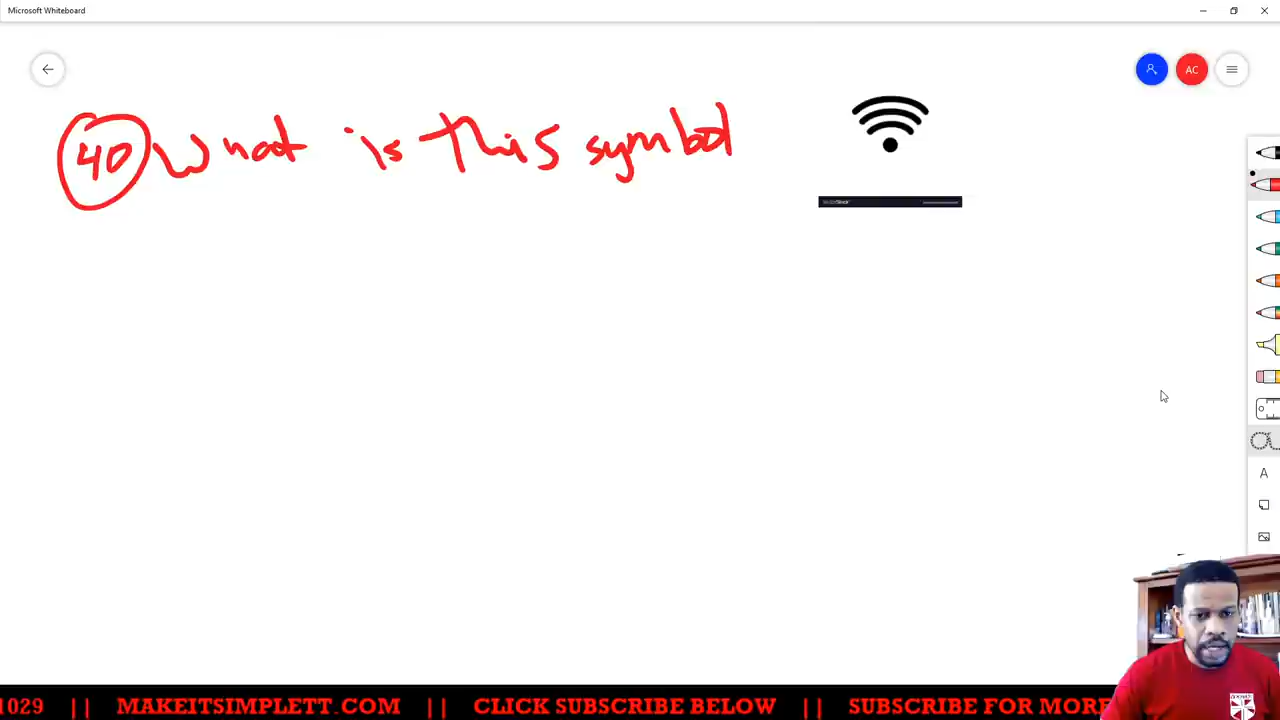 Microsoft Whiteboard
AC
40 What is this symbol
A
1029 || MAKEITSIMPLETT.COM || CLICK SUBSCRIBE BELOW || SUBSCRIBE FOR MORE